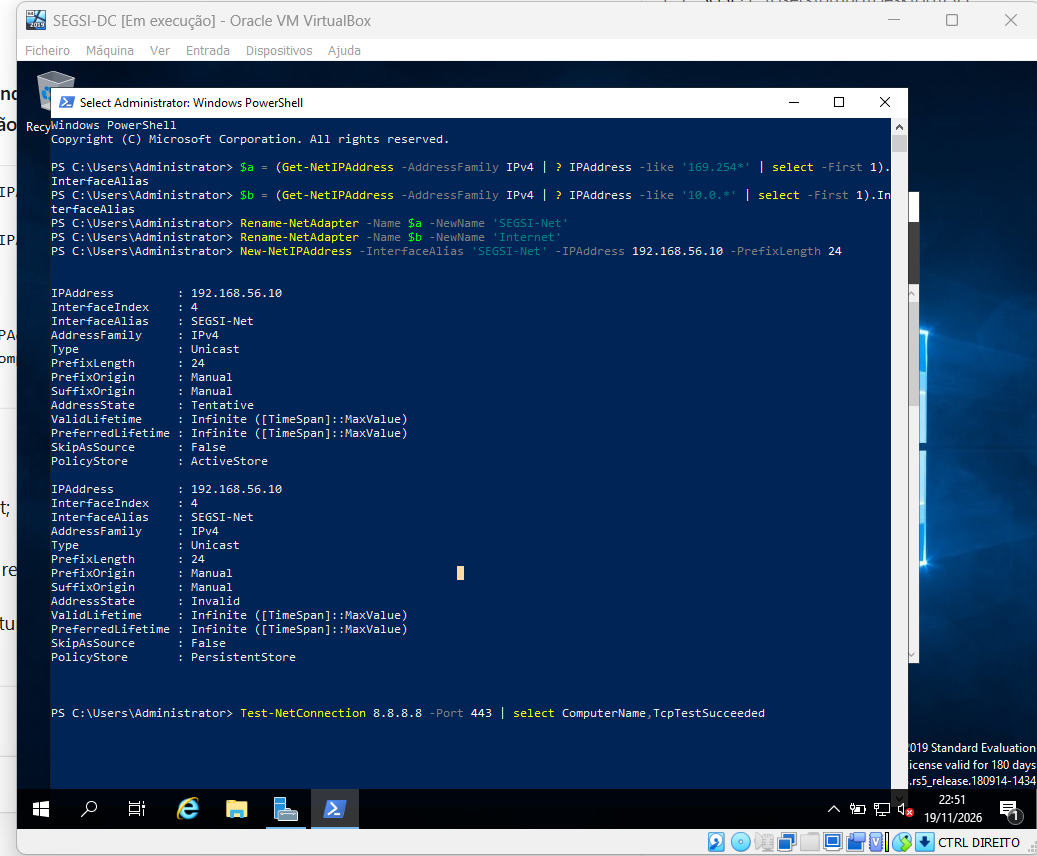 SEGSI-DC [Em execução] - Oracle VM VirtualBox
Ficheiro Máquina Ver Entrada Dispositivos Ajuda
Select Administrator: Windows PowerShell
Windows PowerShell
Copyright (C) Microsoft Corporation. All rights reserved.
PS C:\Users\Administrator> $a = (Get-NetIPAddress -AddressFamily IPv4 | ? IPAddress -like '169.254*' | select -First 1).
InterfaceAlias
PS C:\Users\Administrator> $b = (Get-NetIPAddress -AddressFamily IPv4 | ? IPAddress -like '10.0.*' | select -First 1).In
terfaceAlias
PS C:\Users\Administrator> Rename-NetAdapter -Name $a -NewName 'SEGSI-Net'
PS C:\Users\Administrator> Rename-NetAdapter -Name $b -NewName 'Internet'
PS C:\Users\Administrator> New-NetIPAddress -InterfaceAlias 'SEGSI-Net' -IPAddress 192.168.56.10 -PrefixLength 24
IPAddress : 192.168.56.10
InterfaceIndex : 4
InterfaceAlias : SEGSI-Net
AddressFamily : IPv4
Type : Unicast
PrefixLength : 24
PrefixOrigin : Manual
SuffixOrigin : Manual
AddressState : Tentative
ValidLifetime : Infinite ([TimeSpan]::MaxValue)
PreferredLifetime : Infinite ([TimeSpan]::MaxValue)
SkipAsSource : False
PolicyStore : ActiveStore
IPAddress : 192.168.56.10
InterfaceIndex : 4
InterfaceAlias : SEGSI-Net
AddressFamily : IPv4
Type : Unicast
PrefixLength : 24
PrefixOrigin : Manual
SuffixOrigin : Manual
AddressState : Invalid
ValidLifetime : Infinite ([TimeSpan]::MaxValue)
PreferredLifetime : Infinite ([TimeSpan]::MaxValue)
SkipAsSource : False
PolicyStore : PersistentStore
PS C:\Users\Administrator> Test-NetConnection 8.8.8.8 -Port 443 | select ComputerName,TcpTestSucceeded
Recy
2019 Standard Evaluation
icense valid for 180 days
.rs5_release.180914-1434
22:51
19/11/2026
1
CTRL DIREITO